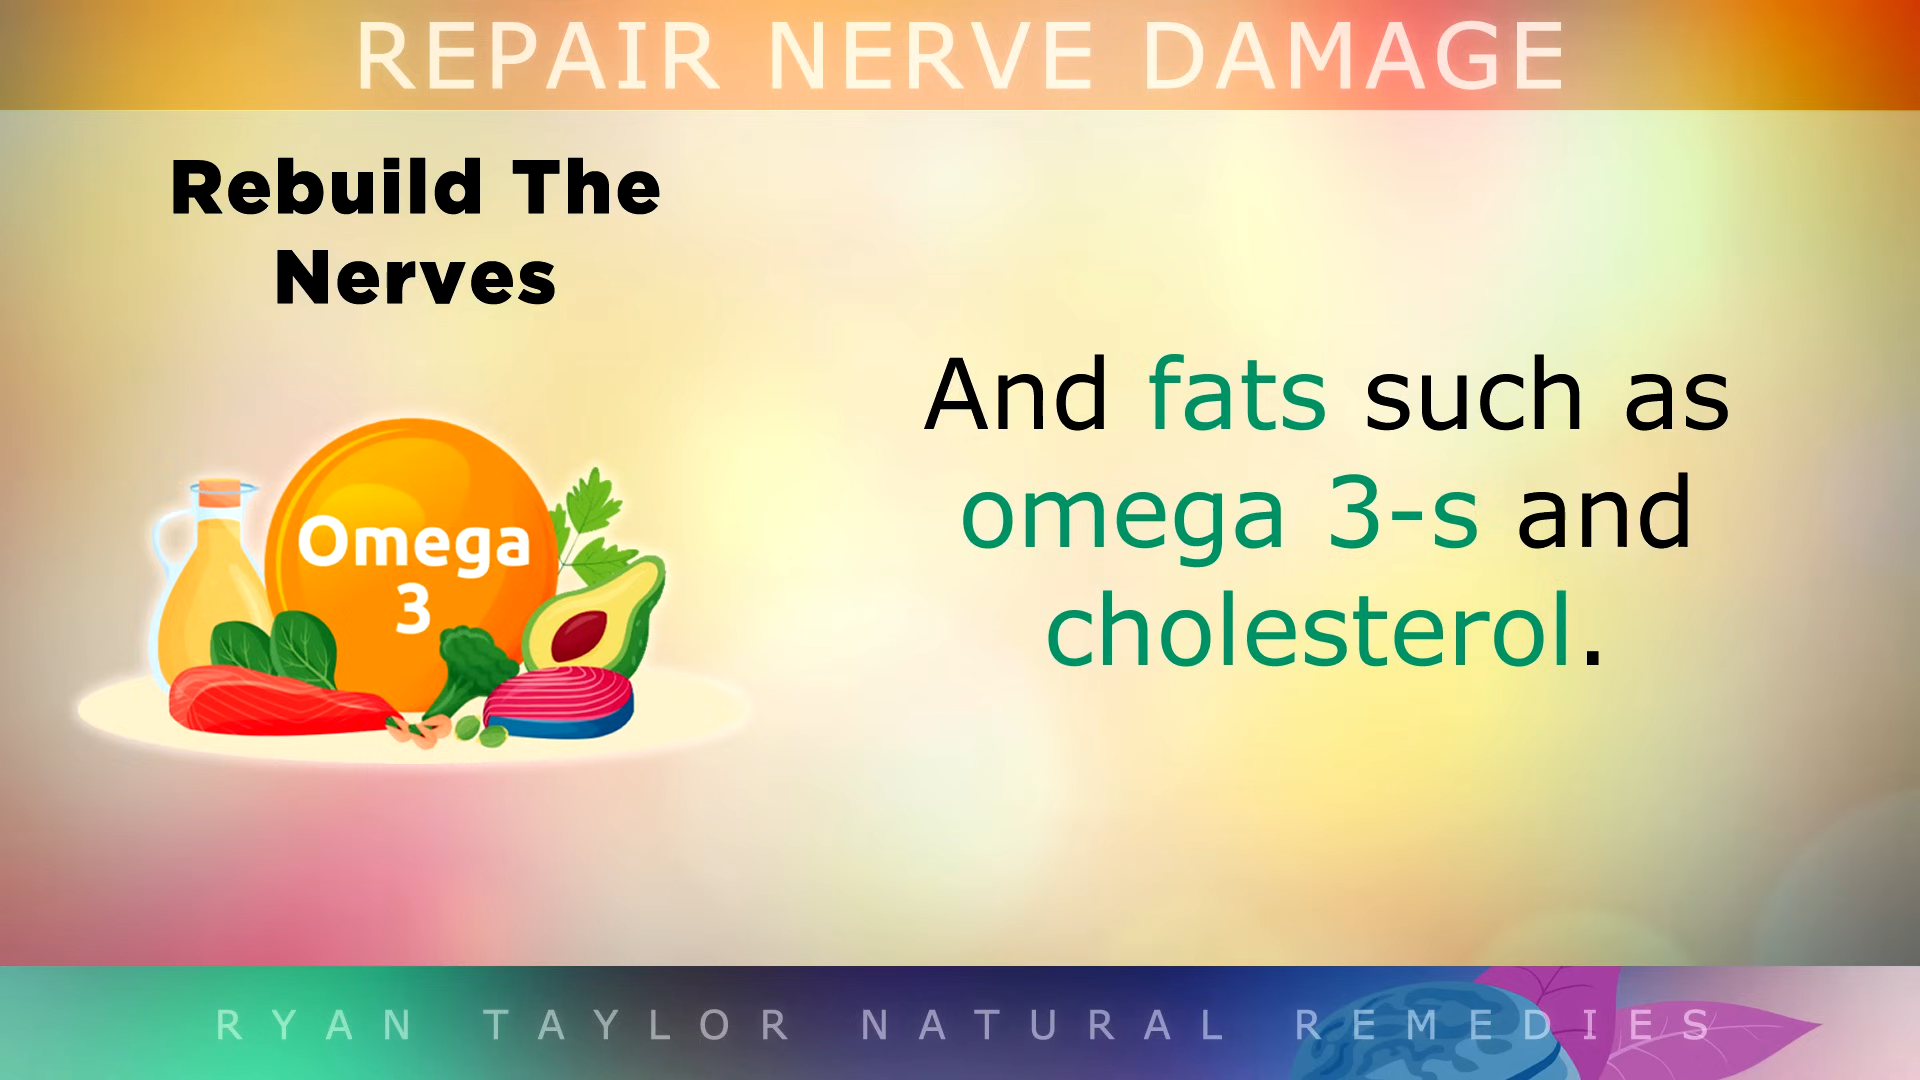 REPAIR NERVE DAMAGE
Rebuild The
Nerves
Omega
3
And fats such as
omega 3-s and
cholesterol.
RYAN TAYLOR NATURAL REMEDIES